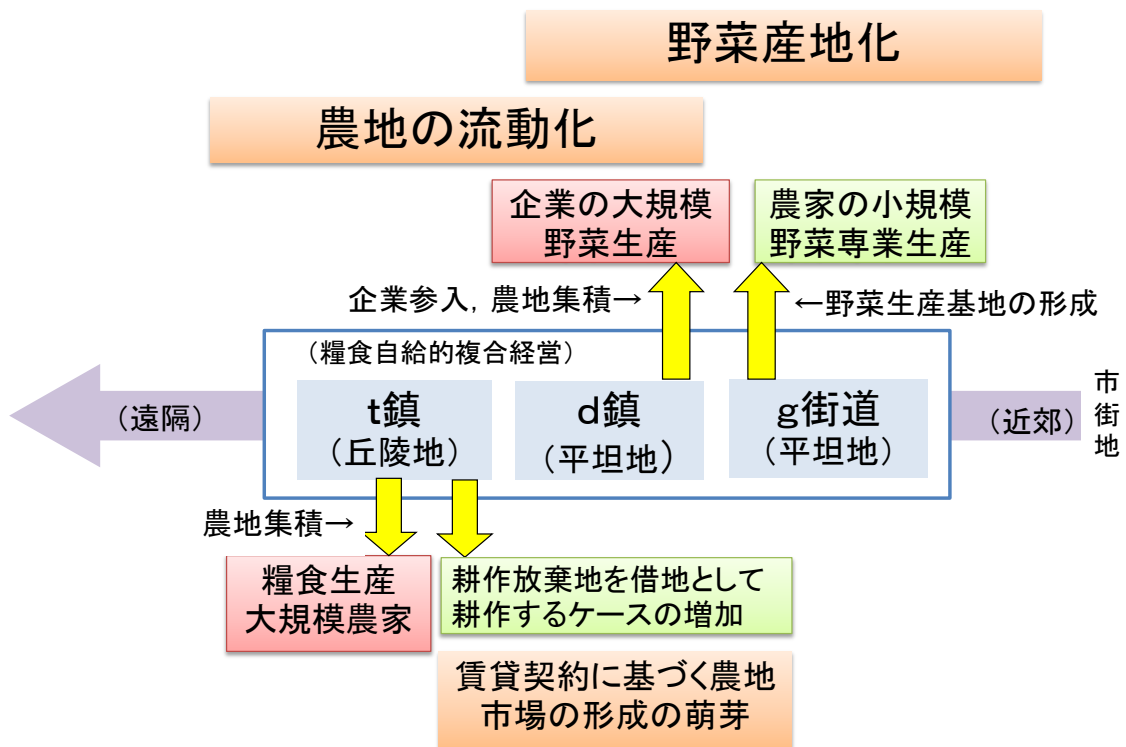 野菜産地化
農地の流動化
企業の大規模
野菜生産
農家の小規模
野菜専業生産
企業参入，農地集積→
←野菜生産基地の形成
（糧食自給的複合経営）
（遠隔）
t鎮
（丘陵地）
d鎮
（平坦地）
g街道
（平坦地）
（近郊）
市街地
農地集積→
糧食生産
大規模農家
耕作放棄地を借地として
耕作するケースの増加
賃貸契約に基づく農地
市場の形成の萌芽